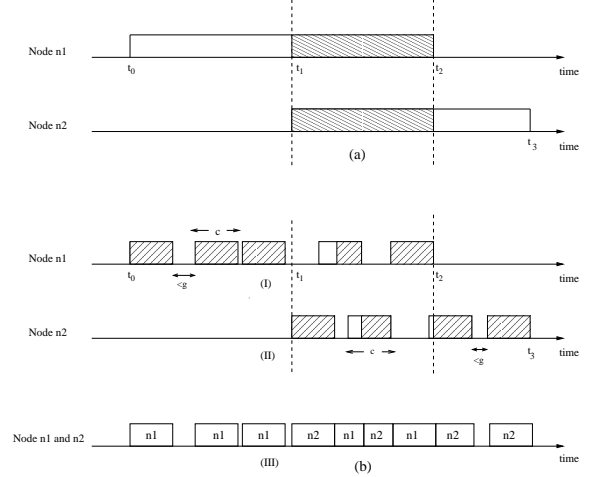 Node n1
t0
t1
t2
time
Node n2
t3
time
(a)
c
Node n1
t0
<g
(I)
t1
t2
time
Node n2
(II)
c
<g
t3
time
Node n1 and n2
n1
n1
n1
n2
n1
n2
n1
n2
n2
time
(III)
(b)